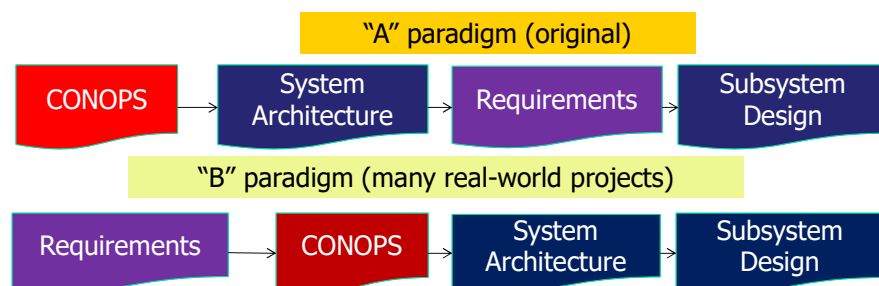 “A” paradigm (original)
CONOPS
System
Architecture
Requirements
Subsystem
Design
“B” paradigm (many real-world projects)
Requirements
CONOPS
System
Architecture
Subsystem
Design